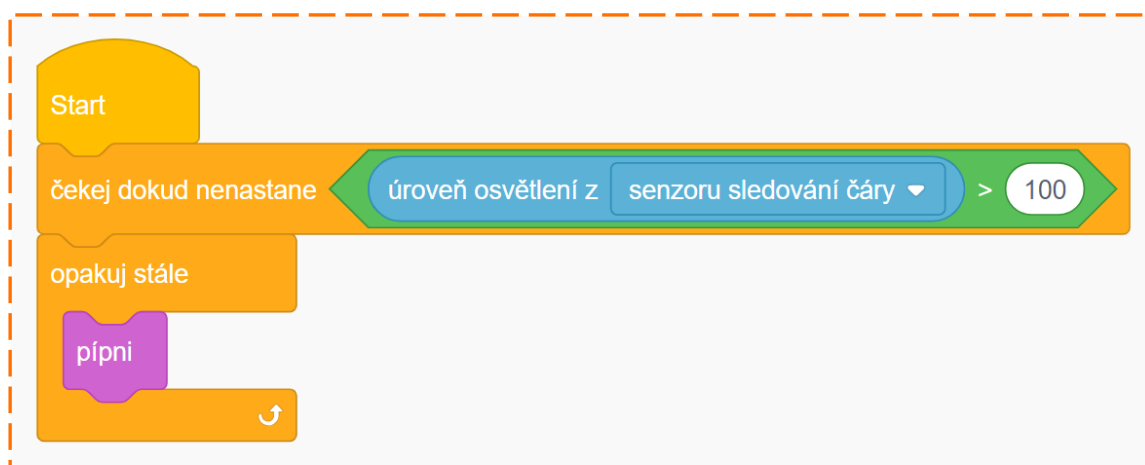 Start
čekej dokud nenastane úroveň osvětlení z senzoru sledování čáry > 100
opakuj stále
pípni